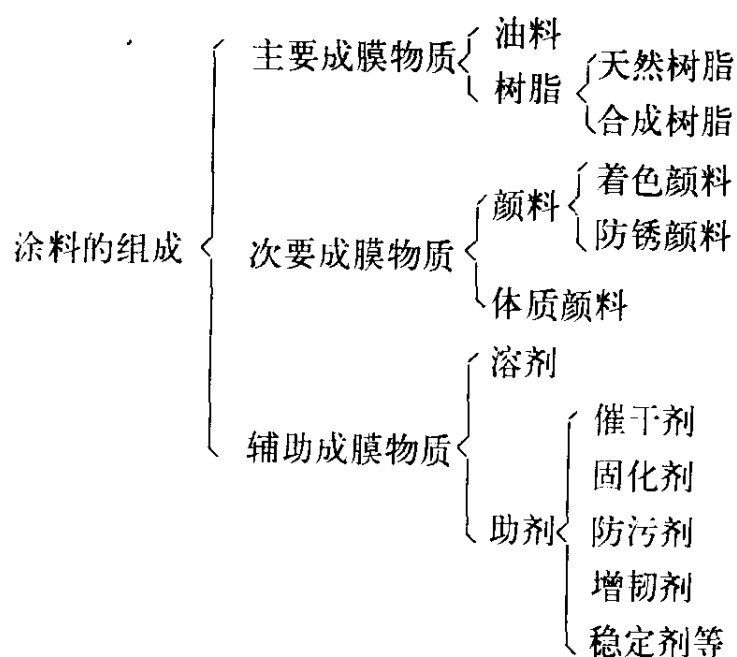 主要成膜物质
油料
树脂
天然树脂
合成树脂
涂料的组成
次要成膜物质
颜料
着色颜料
防锈颜料
体质颜料
辅助成膜物质
溶剂
助剂
催干剂
固化剂
防污剂
增韧剂
稳定剂等